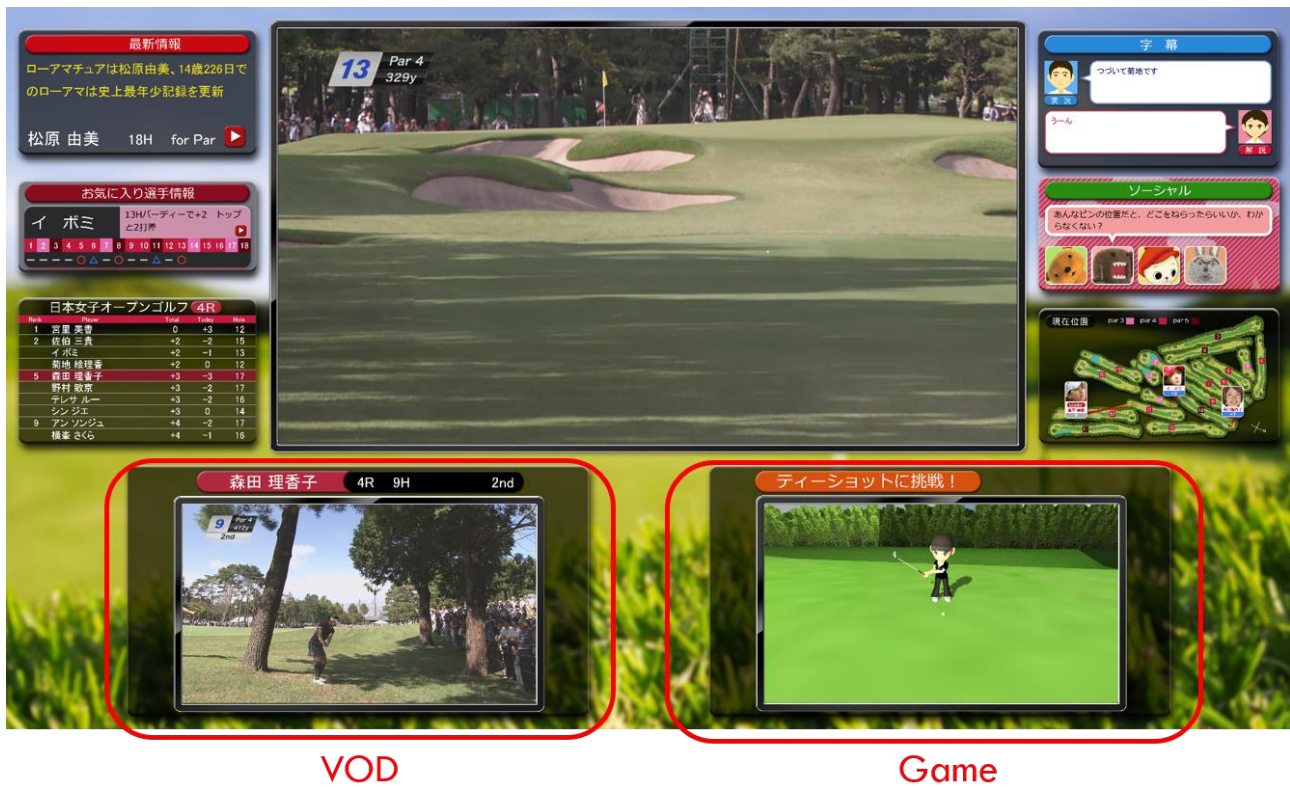 最新情報
ローアマチュアは松原由美、14歳226日で
のローアマは史上最年少記録を更新
松原 由美 18H for Par
お気に入り選手情報
イ ボミ
13Hバーディーで+2 トップ
と2打差
1 2 3 4 5 6 7 8 9 10 11 12 13 14 15 16 17 18
日本女子オープンゴルフ 4R
Rank Player Total Today Hole
1 宮里 美香 0 +3 12
2 佐伯 三貴 +2 -2 15
イ ボミ +2 -1 13
菊地 絵理香 +2 0 12
5 森田 理香子 +3 -3 17
野村 敏京 +3 -2 17
テレサ ルー +3 -2 16
シン ジエ +3 0 14
9 アン ソンジュ +4 -2 17
横峯 さくら +4 -1 16
13 Par 4
329y
字 幕
つづいて菊地です
実 況
うーん
解 説
ソーシャル
あんなピンの位置だと、どこをねらったらいいか、わか
らなくない?
現在位置 par 3 par 4 par 5
森田 理香子 4R 9H 2nd
9 Par 4
412y
2nd
ティーショットに挑戦!
VOD
Game